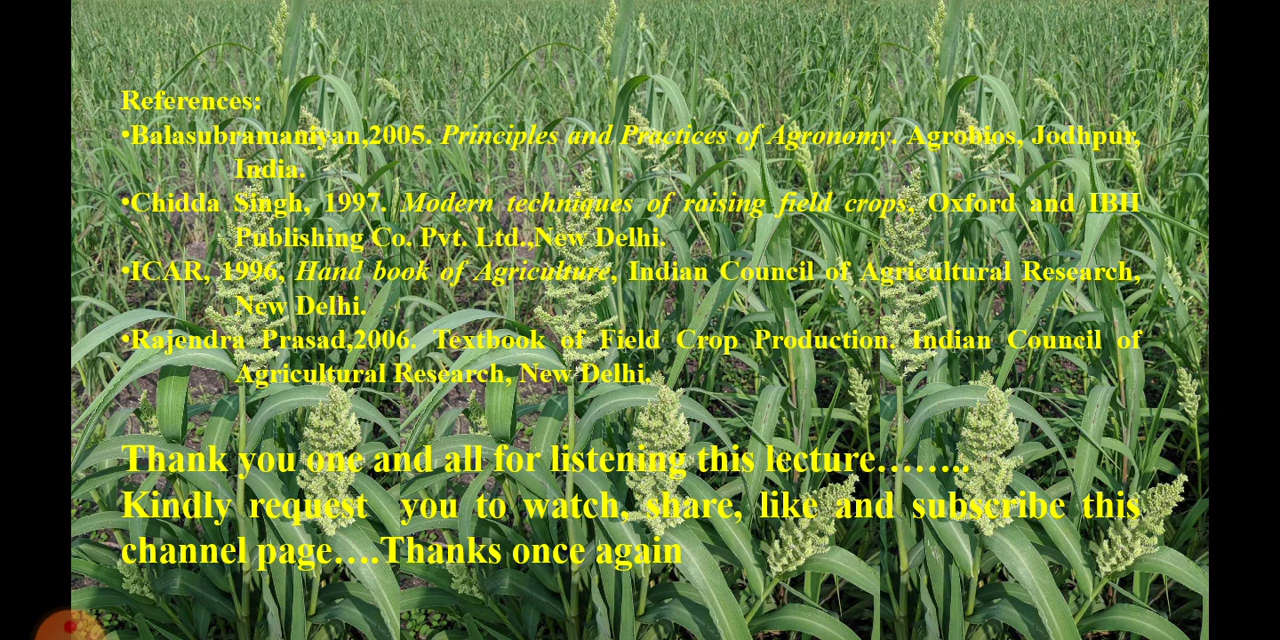 References:
•Balasubramaniyan,2005. Principles and Practices of Agronomy. Agrobios, Jodhpur,
India.
•Chidda Singh, 1997. Modern techniques of raising field crops, Oxford and IBH
Publishing Co. Pvt. Ltd.,New Delhi.
•ICAR, 1996, Hand book of Agriculture, Indian Council of Agricultural Research,
New Delhi.
•Rajendra Prasad,2006. Textbook of Field Crop Production. Indian Council of
Agricultural Research, New Delhi.
Thank you one and all for listening this lecture……..
Kindly request you to watch, share, like and subscribe this
channel page….Thanks once again